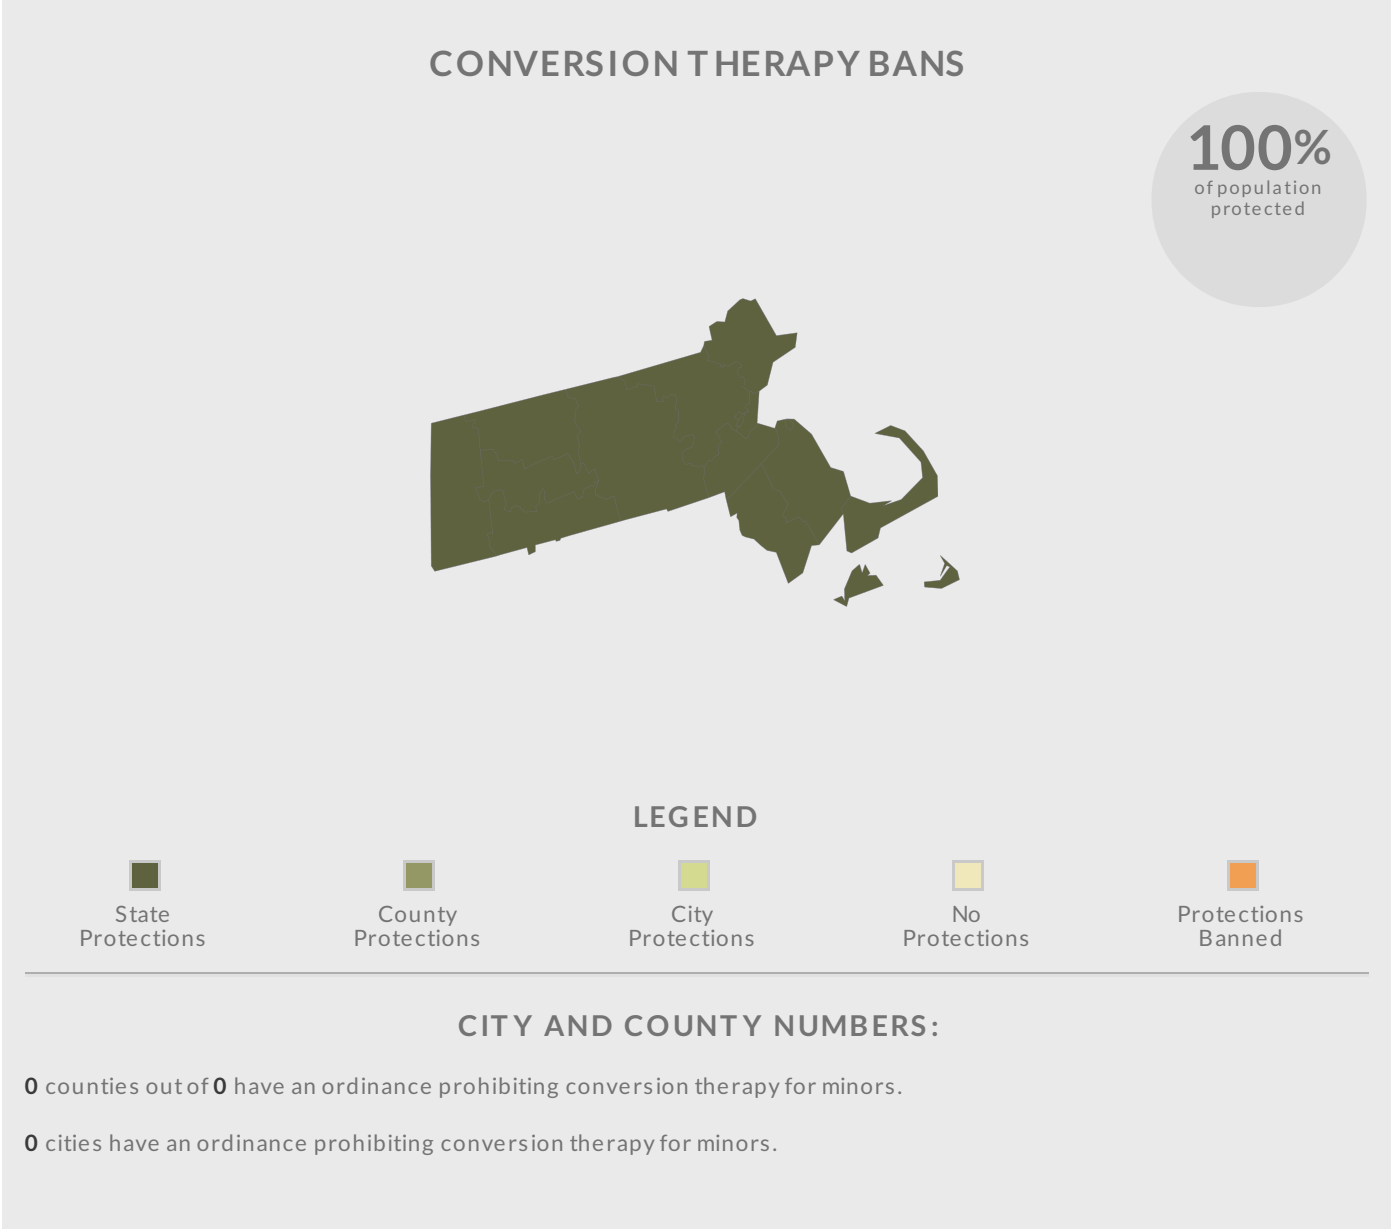 CONVERSION THERAPY BANS
100%
of population
protected
LEGEND
State
Protections
County
Protections
City
Protections
No
Protections
Protections
Banned
CITY AND COUNTY NUMBERS:
0 counties out of 0 have an ordinance prohibiting conversion therapy for minors.
0 cities have an ordinance prohibiting conversion therapy for minors.